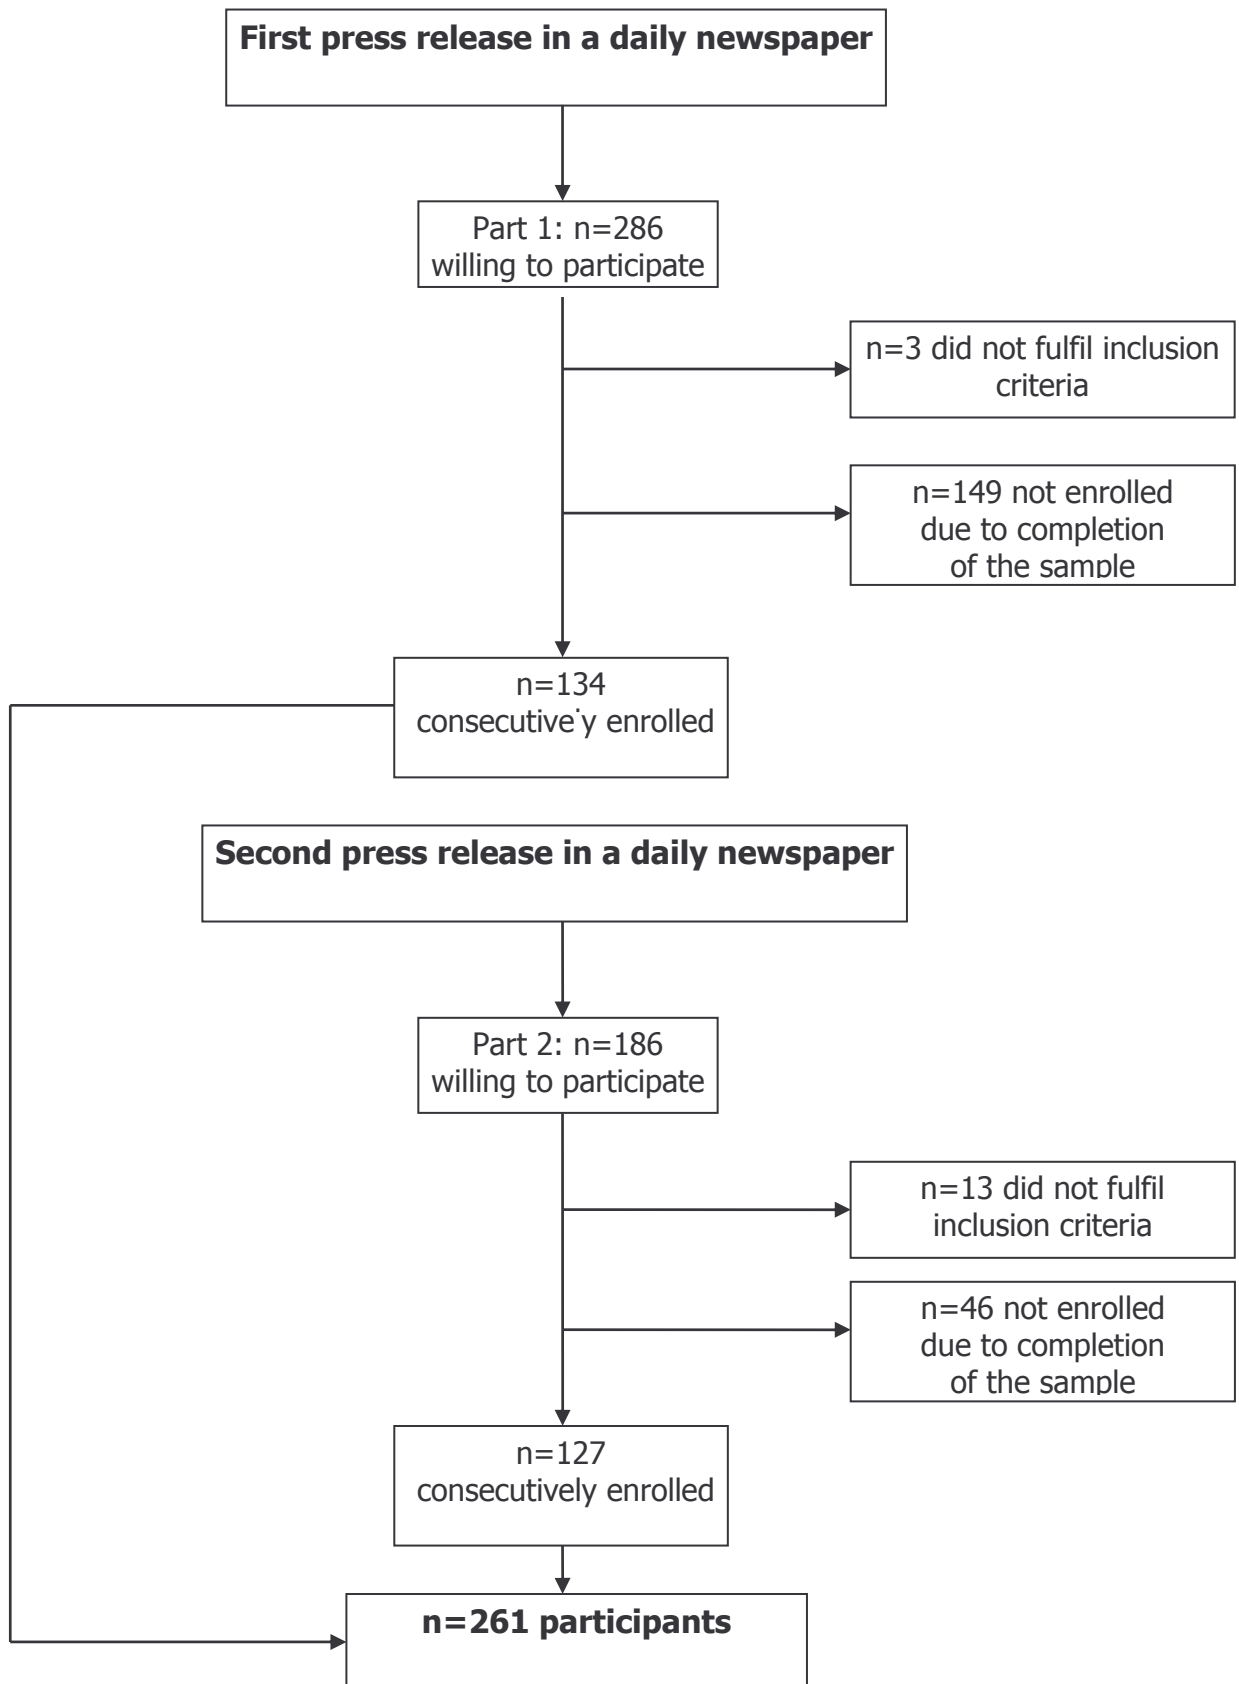 First press release in a daily newspaper
Part 1: n=286
willing to participate
n=3 did not fulfil inclusion
criteria
n=149 not enrolled
due to completion
of the sample
n=134
consecutively enrolled
Second press release in a daily newspaper
Part 2: n=186
willing to participate
n=13 did not fulfil
inclusion criteria
n=46 not enrolled
due to completion
of the sample
n=127
consecutively enrolled
n=261 participants